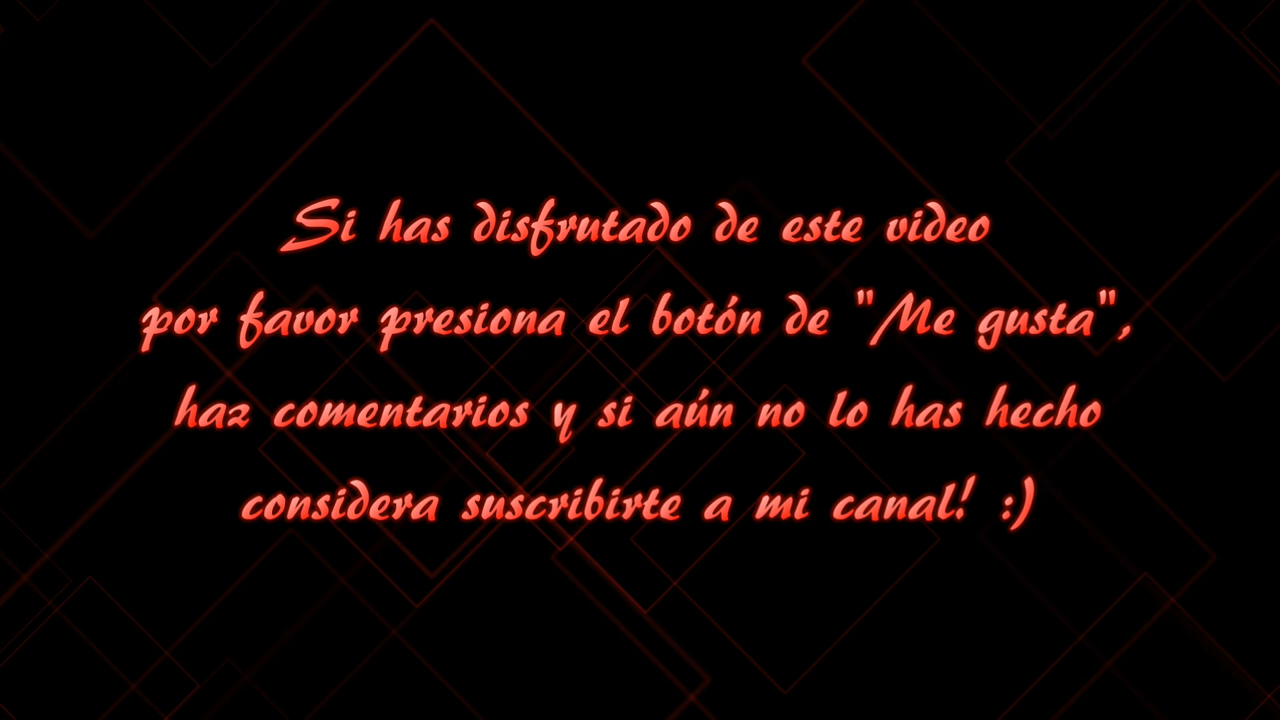 Si has disfrutado de este video
por favor presiona el botón de "Me gusta",
haz comentarios y si aún no lo has hecho
considera suscribirte a mi canal! :)